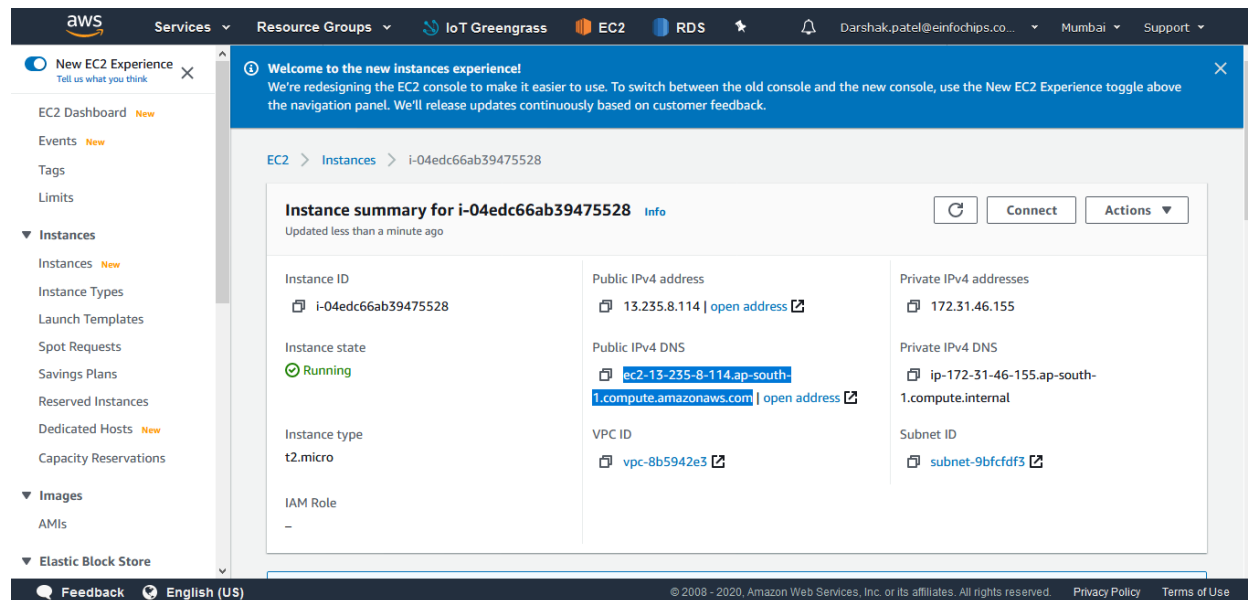 aws Services Resource Groups IoT Greengrass EC2 RDS Darshak.patel@einfochips.co... Mumbai Support
New EC2 Experience
Tell us what you think
EC2 Dashboard New
Events New
Tags
Limits
Instances
Instances New
Instance Types
Launch Templates
Spot Requests
Savings Plans
Reserved Instances
Dedicated Hosts New
Capacity Reservations
Images
AMIs
Elastic Block Store
Welcome to the new instances experience!
We're redesigning the EC2 console to make it easier to use. To switch between the old console and the new console, use the New EC2 Experience toggle above
the navigation panel. We'll release updates continuously based on customer feedback.
EC2 > Instances > i-04edc66ab39475528
Instance summary for i-04edc66ab39475528 Info
Updated less than a minute ago
Connect
Actions
Instance ID
i-04edc66ab39475528
Public IPv4 address
13.235.8.114 | open address
Private IPv4 addresses
172.31.46.155
Instance state
Running
Public IPv4 DNS
ec2-13-235-8-114.ap-south-
1.compute.amazonaws.com | open address
Private IPv4 DNS
ip-172-31-46-155.ap-south-
1.compute.internal
Instance type
t2.micro
VPC ID
vpc-8b5942e3
Subnet ID
subnet-9bfcfdf3
IAM Role
–
Feedback English (US) © 2008 - 2020, Amazon Web Services, Inc. or its affiliates. All rights reserved. Privacy Policy Terms of Use